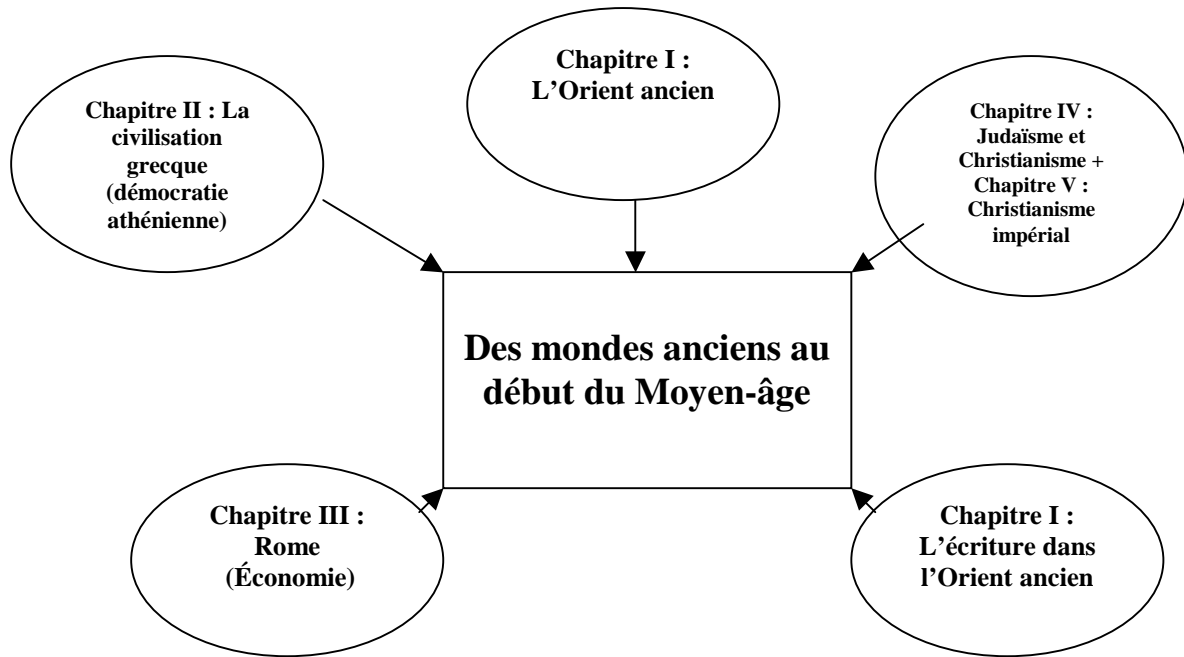 Chapitre I :
L’Orient ancien
Chapitre II : La
civilisation
grecque
(démocratie
athénienne)
Chapitre IV :
Judaïsme et
Christianisme +
Chapitre V :
Christianisme
impérial
Des mondes anciens au
début du Moyen-âge
Chapitre III :
Rome
(Économie)
Chapitre I :
L’écriture dans
l’Orient ancien